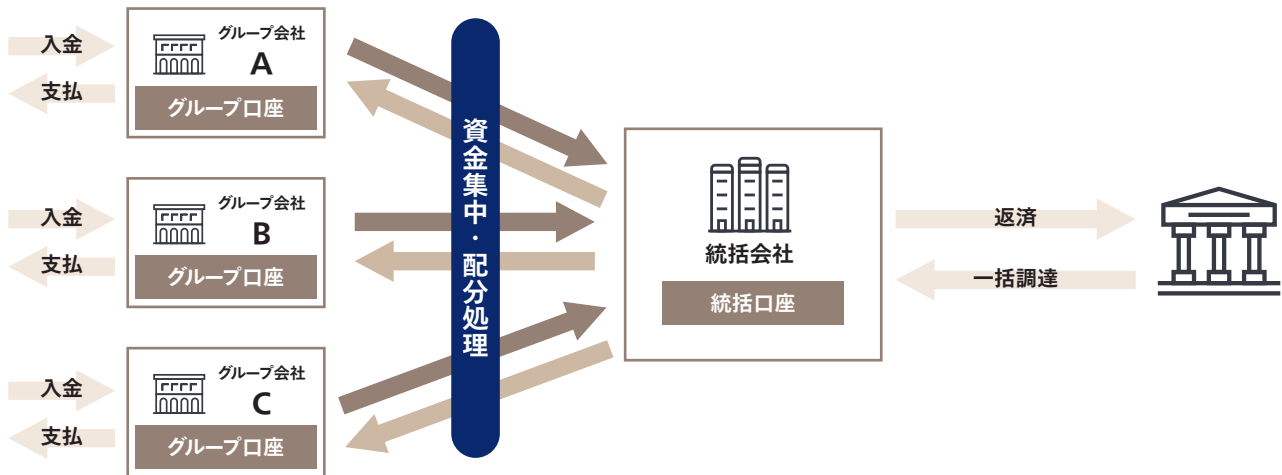 入金
支払
グループ会社
A
グループ口座
入金
支払
グループ会社
B
グループ口座
入金
支払
グループ会社
C
グループ口座
資金集中・配分処理
統括会社
統括口座
返済
一括調達